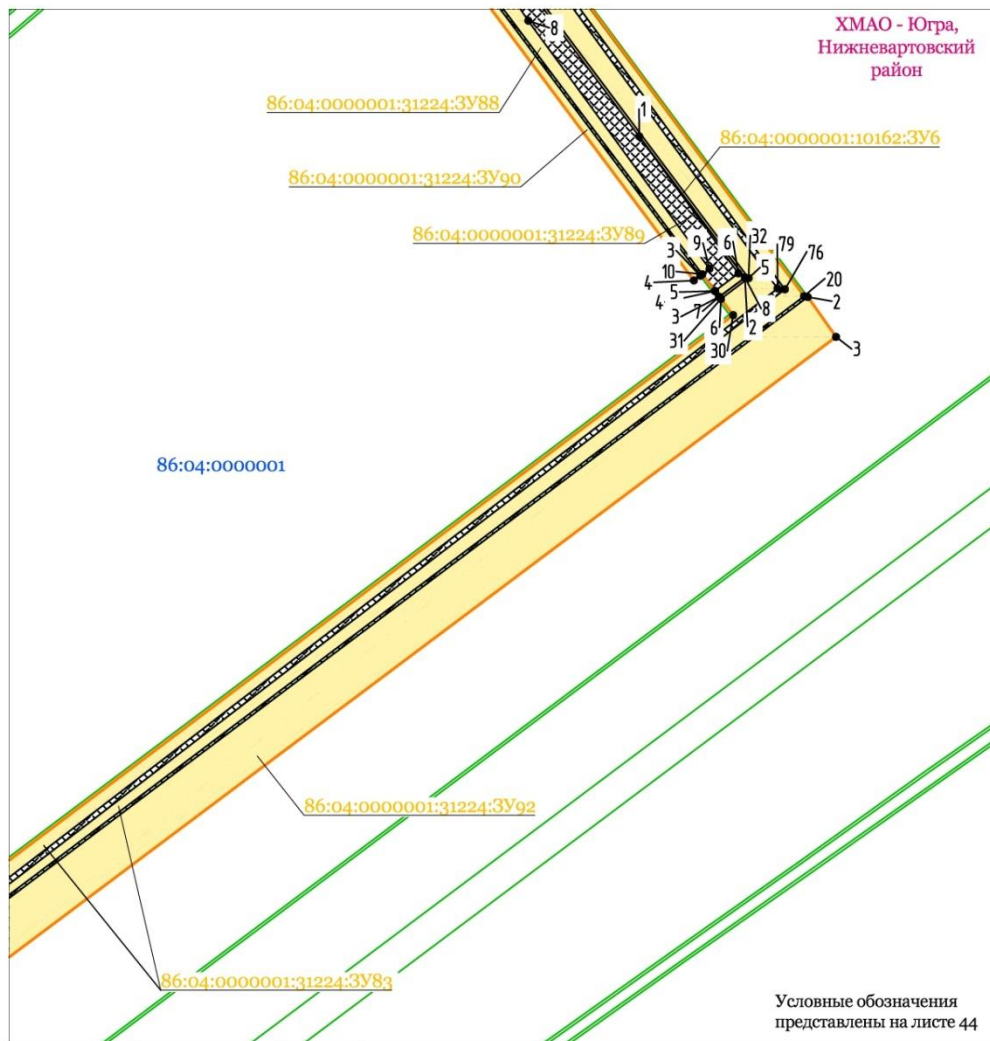 ХМАО - Югра,
Нижневартовский
район
8
86:04:0000001:31224:ЗУ88
1
86:04:0000001:10162:ЗУ6
86:04:0000001:31224:ЗУ90
86:04:0000001:31224:ЗУ89
32
9
6
79
3
10
5
76
4
20
5
8
4
2
3
7
2
6
31
30
3
86:04:0000001
86:04:0000001:31224:ЗУ92
86:04:0000001:31224:ЗУ83
Условные обозначения
представлены на листе 44